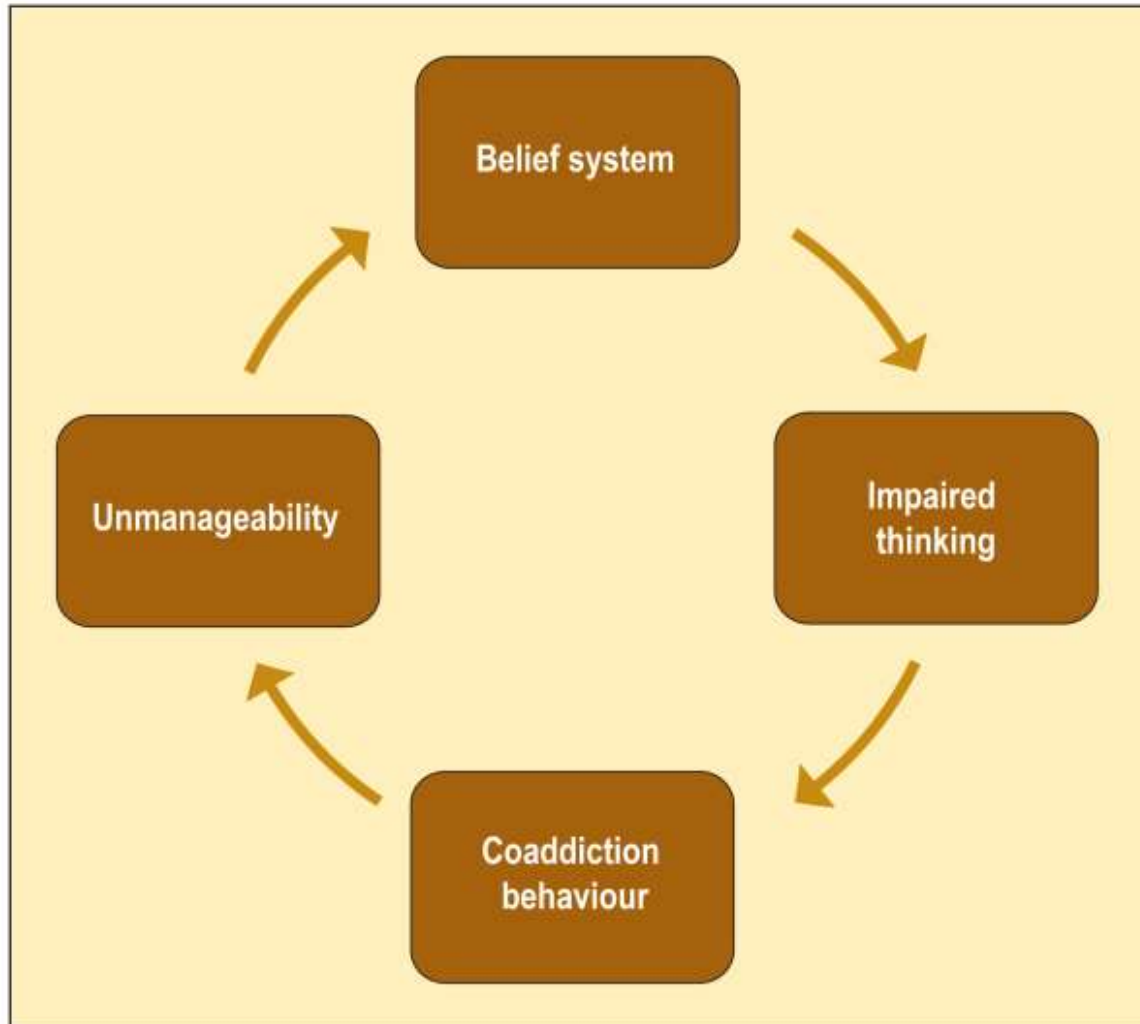 Belief system
Impaired
thinking
Coaddiction
behaviour
Unmanageability